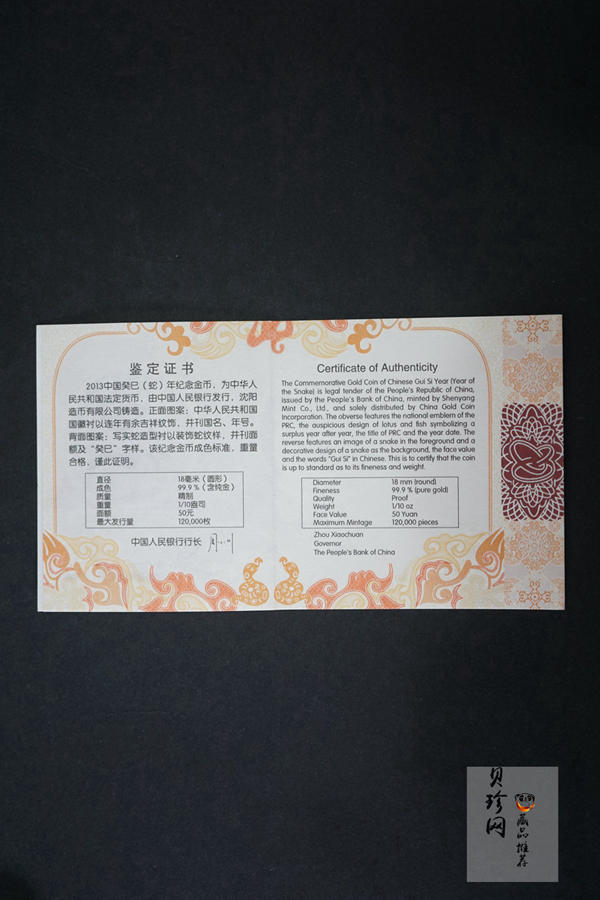 鉴定证书
2013中国癸巳（蛇）年纪念金币，为中华人
民共和国法定货币，由中国人民银行发行，沈阳
造币有限公司铸造。正面图案：中华人民共和国
国徽衬以连年有余吉祥纹饰，并刊国名、年号。
背面图案：写实蛇造型衬以装饰蛇纹样，并刊面
额及“癸巳”字样。该纪念金币成色标准，重量
合格，谨此证明。
直径 18毫米（圆形）
成色 99.9％（含纯金）
质量 精制
重量 1/10盎司
面额 50元
最大发行量 120,000枚
中国人民银行行长
Certificate of Authenticity
The Commemorative Gold Coin of Chinese Gui Si Year (Year of
the Snake) is legal tender of the People's Republic of China,
issued by the People's Bank of China, minted by Shenyang
Mint Co., Ltd., and solely distributed by China Gold Coin
Incorporation. The obverse features the national emblem of the
PRC, the auspicious design of lotus and fish symbolizing a
surplus year after year, the title of PRC and the year date. The
reverse features an image of a snake in the foreground and a
decorative design of a snake as the background, the face value
and the words "Gui Si" in Chinese. This is to certify that the coin
is up to standard as to its fineness and weight.
Diameter 18 mm (round)
Fineness 99.9 % (pure gold)
Quality Proof
Weight 1/10 oz
Face Value 50 Yuan
Maximum Mintage 120,000 pieces
Zhou Xiaochuan
Governor
The People's Bank of China
贝珍网
藏品推荐